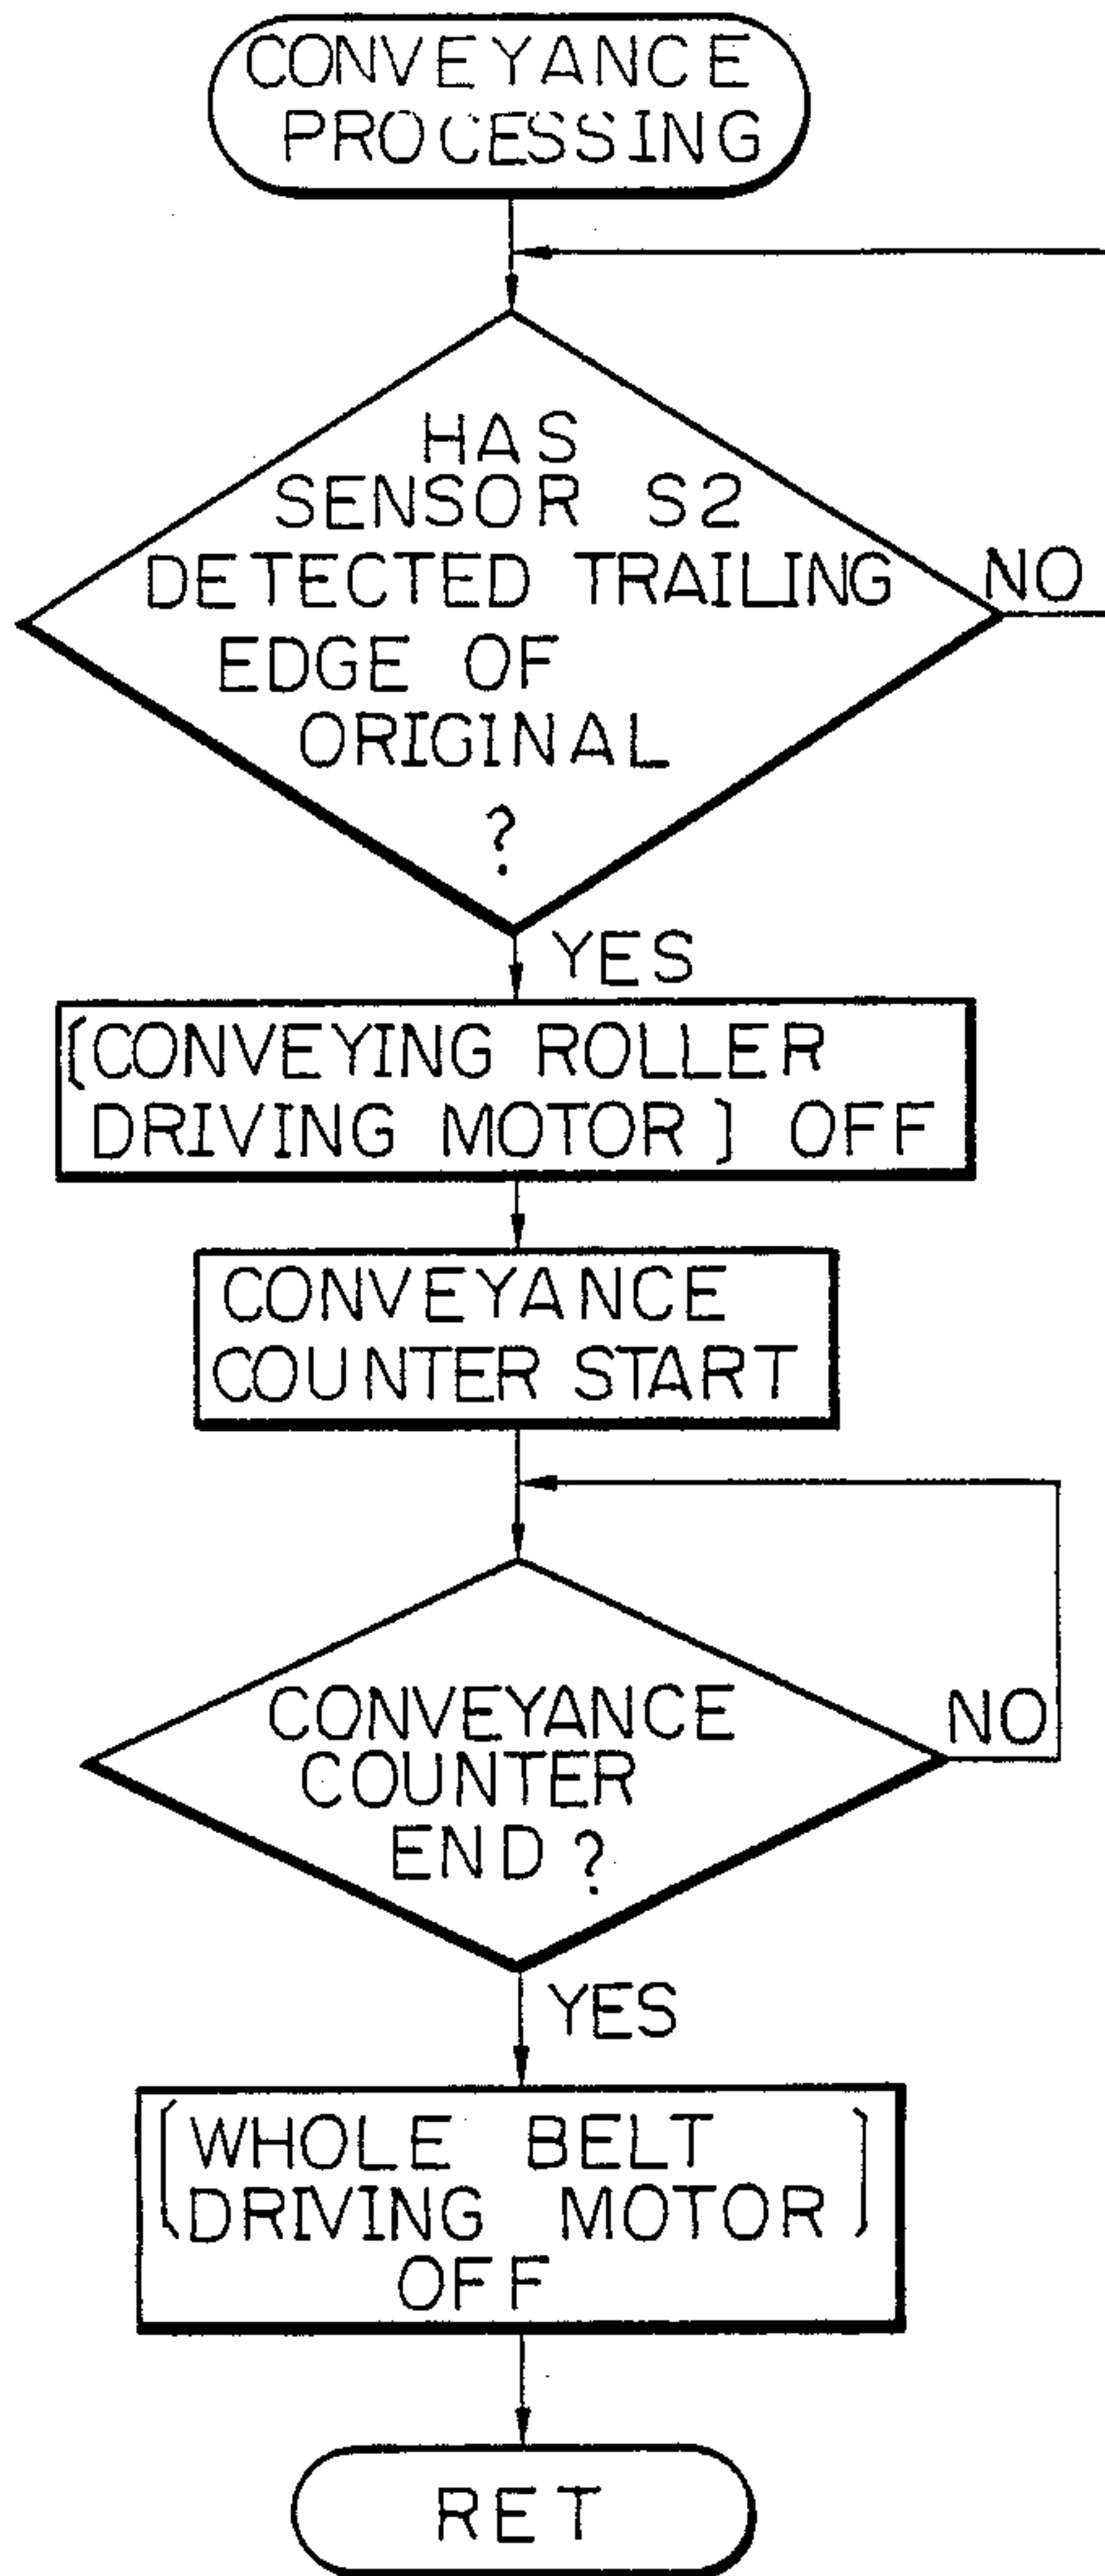 CONVEYANCE
PROCESSING
HAS
SENSOR S2
DETECTED TRAILING
EDGE OF
ORIGINAL
?
NO
YES
[CONVEYING ROLLER
DRIVING MOTOR] OFF
CONVEYANCE
COUNTER START
CONVEYANCE
COUNTER
END?
NO
YES
[WHOLE BELT
DRIVING MOTOR]
OFF
RET